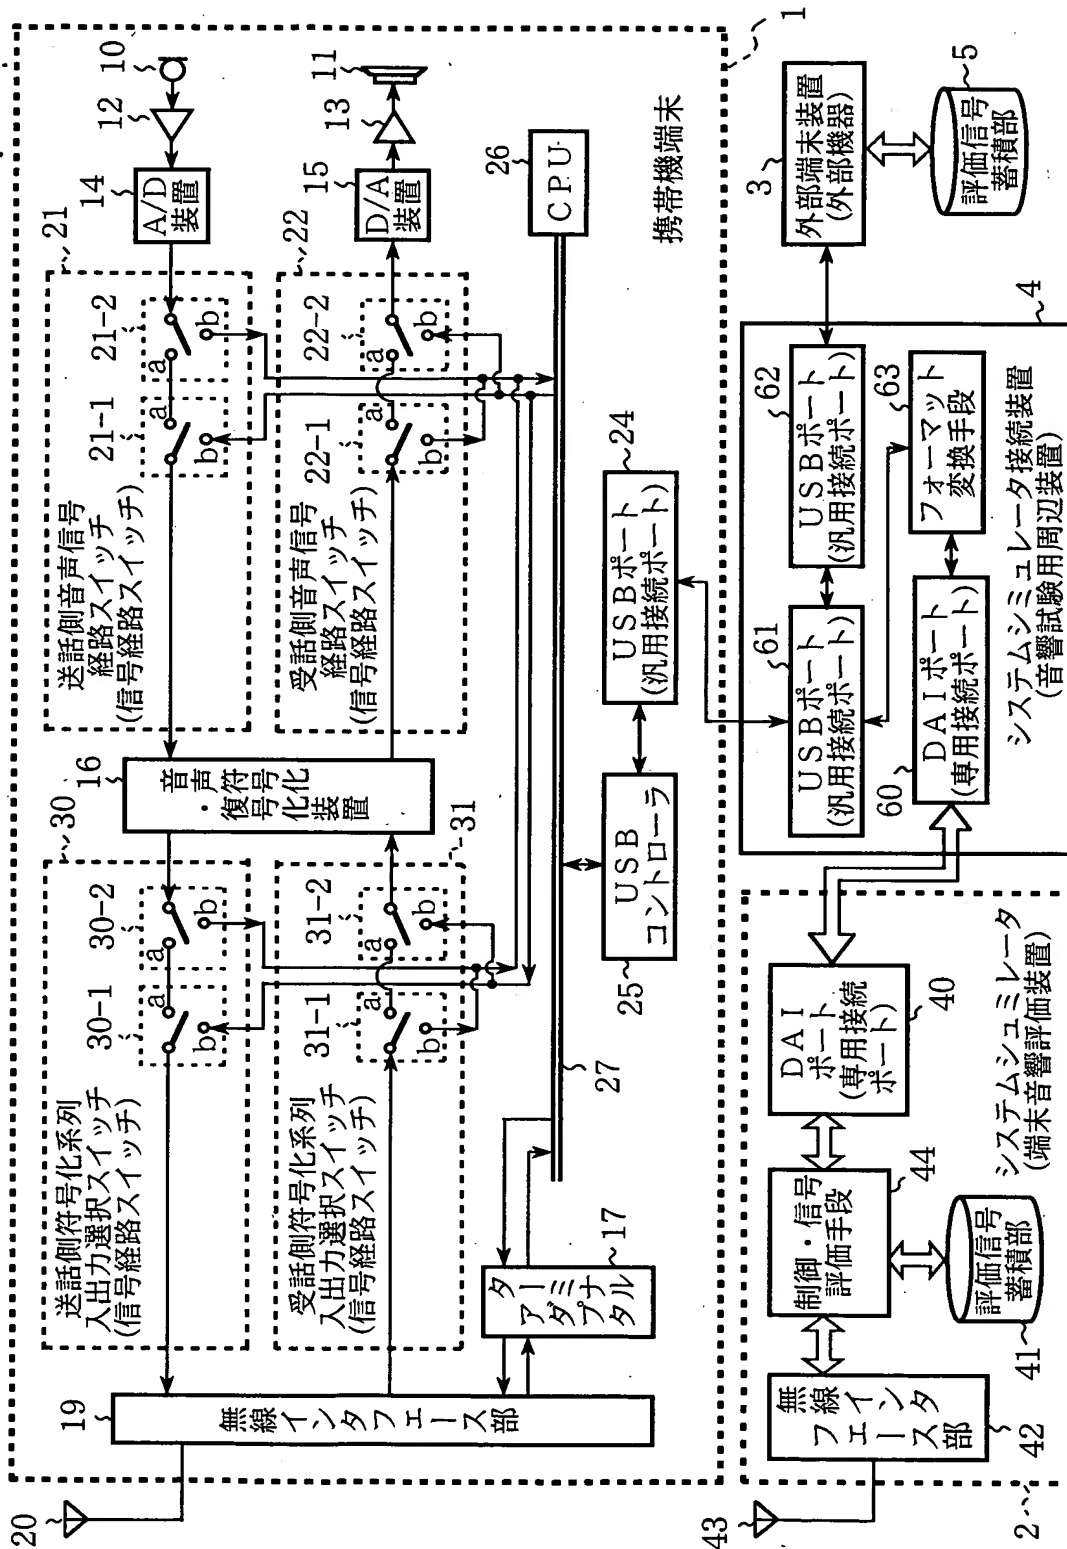 20
19
無線インタフェース部
送話側符号化系列
入出力選択スイッチ
(信号経路スイッチ)
30-1
30-2
30
a
b
a
b
受話側符号化系列
入出力選択スイッチ
(信号経路スイッチ)
31-1
31-2
31
a
b
a
b
16
音声符号化
・復号化
装置
送話側音声信号
経路スイッチ
(信号経路スイッチ)
21-1
21-2
21
a
b
a
b
受話側音声信号
経路スイッチ
(信号経路スイッチ)
22-1
22-2
22
a
b
a
b
14
A/D
装置
12
10
15
D/A
装置
13
11
ターミナル
アダプタ
17
27
USB
コントローラ
25
USBポート
(汎用接続ポート)
24
CPU
26
携帯機端末
1
43
無線インタ
フェース部
42
制御・信号
評価手段
44
評価信号
蓄積部
41
DAI
ポート
(専用接続
ポート)
40
システムシュミレータ
(端末音響評価装置)
2
USBポート
(汎用接続ポート)
61
USBポート
(汎用接続ポート)
62
DAIポート
(専用接続ポート)
60
フォーマット
変換手段
63
システムシミュレータ接続装置
(音響試験用周辺装置)
4
3
外部端末装置
(外部機器)
評価信号
蓄積部
5